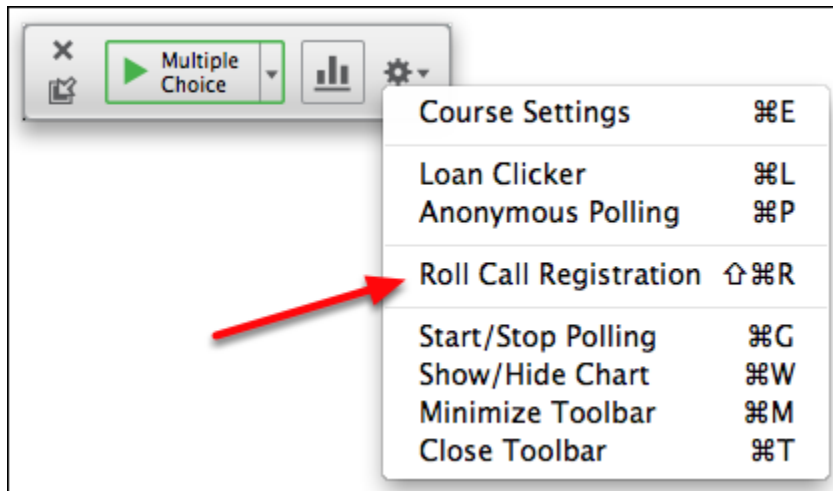 Multiple
Choice
Course Settings ⌘E
Loan Clicker ⌘L
Anonymous Polling ⌘P
Roll Call Registration ⇧⌘R
Start/Stop Polling ⌘G
Show/Hide Chart ⌘W
Minimize Toolbar ⌘M
Close Toolbar ⌘T